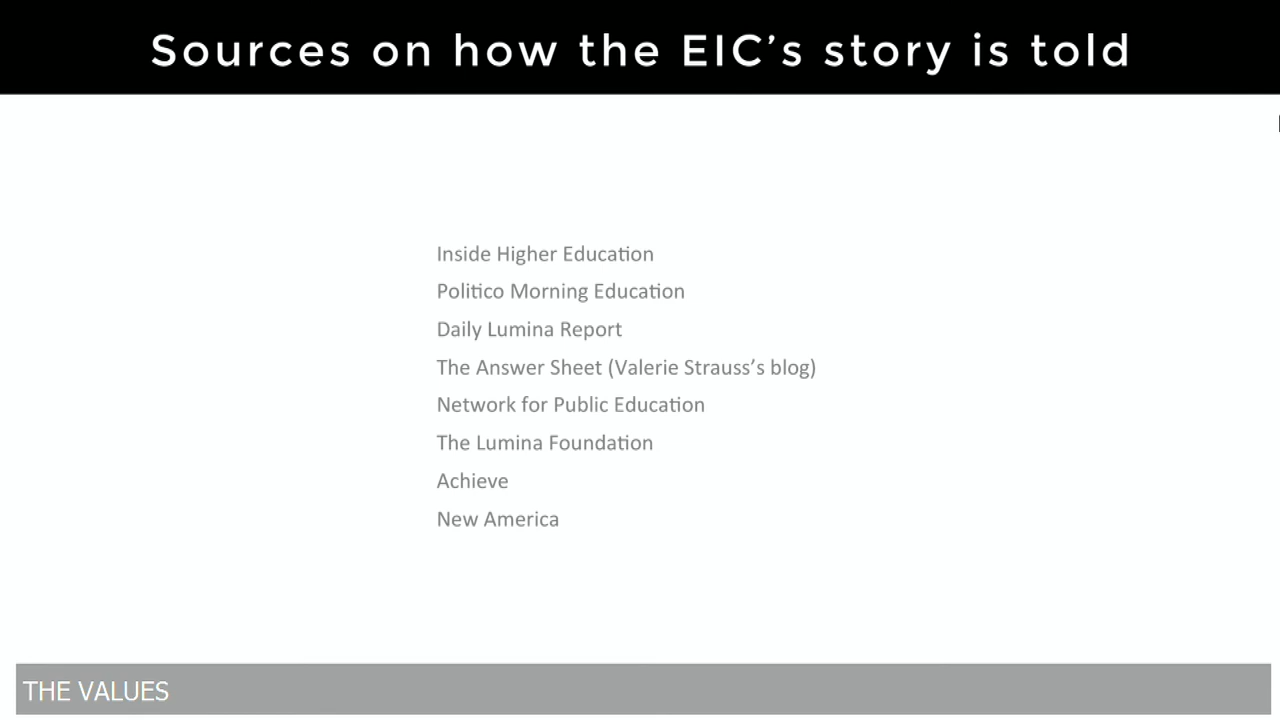 Sources on how the EIC’s story is told
Inside Higher Education
Politico Morning Education
Daily Lumina Report
The Answer Sheet (Valerie Strauss’s blog)
Network for Public Education
The Lumina Foundation
Achieve
New America
THE VALUES